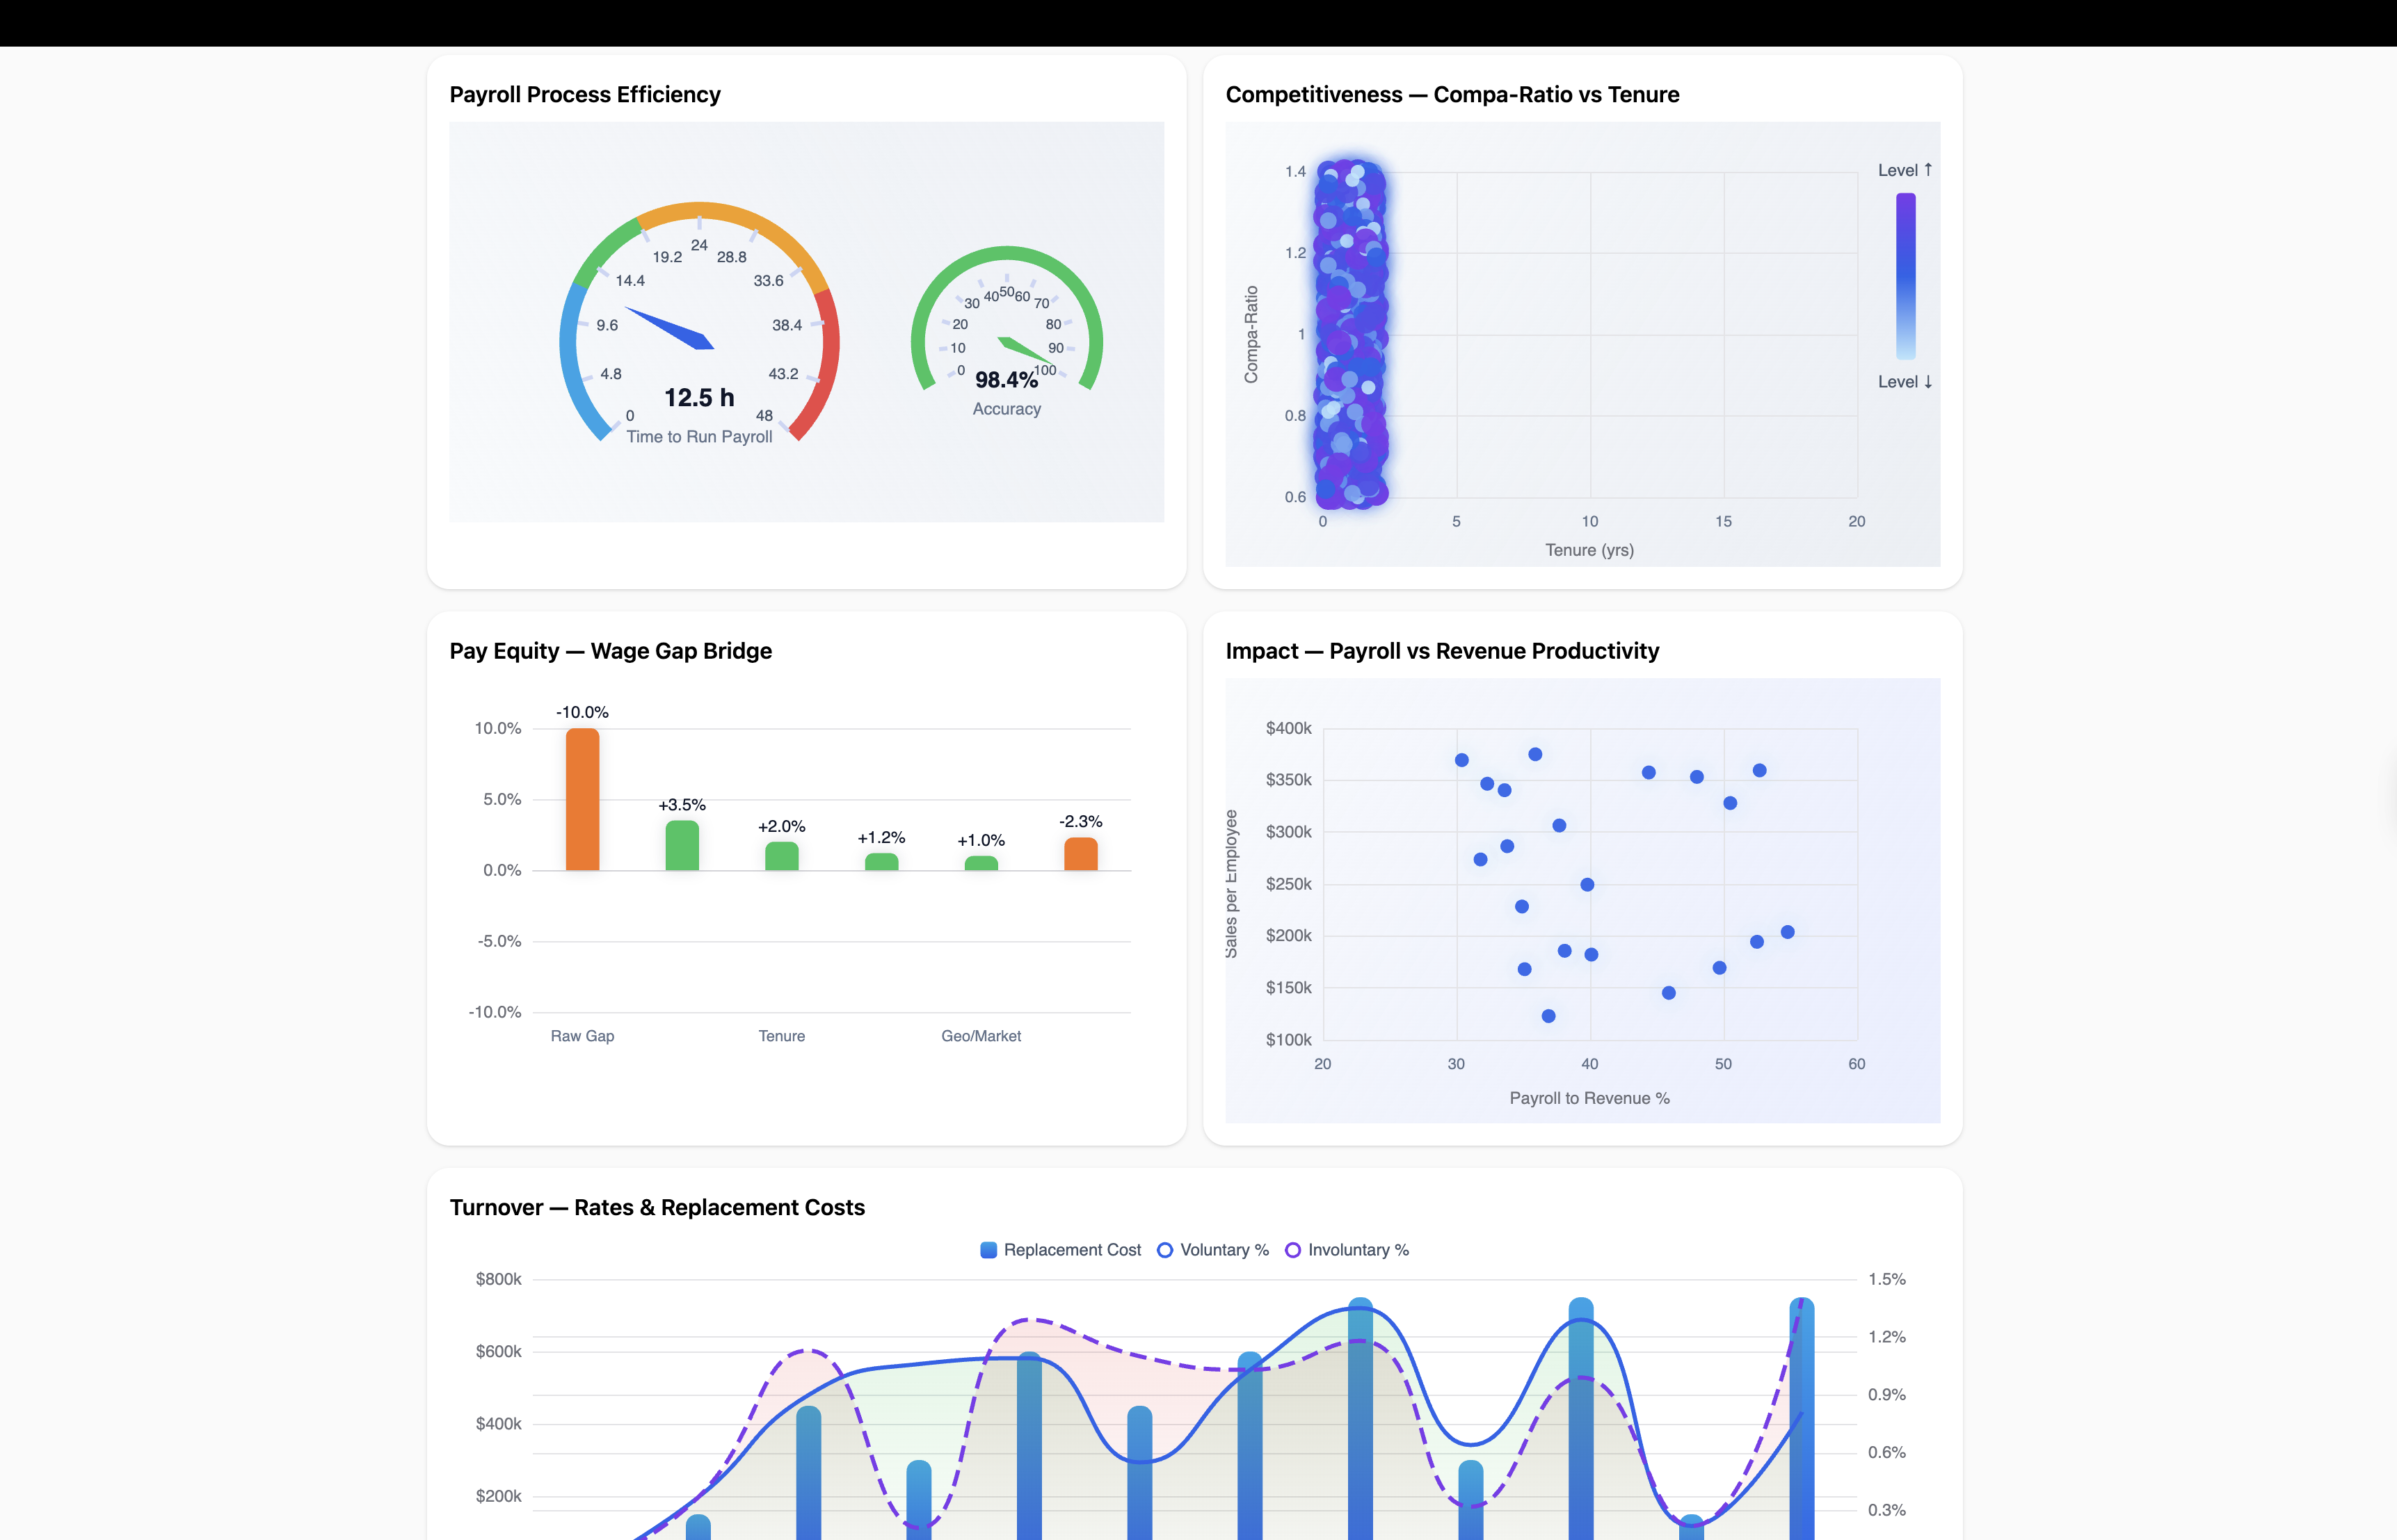 Payroll Process Efficiency
24
19.2
28.8
14.4
33.6
9.6
38.4
4.8
43.2
0
48
12.5 h
Time to Run Payroll
50
40
60
30
70
20
80
10
90
0
100
98.4%
Accuracy
Competitiveness — Compa-Ratio vs Tenure
Level ↑
Level ↓
1.4
1.2
1
0.8
0.6
Compa-Ratio
0 5 10 15 20
Tenure (yrs)
Pay Equity — Wage Gap Bridge
10.0%
5.0%
0.0%
-5.0%
-10.0%
-10.0%
+3.5%
+2.0%
+1.2%
+1.0%
-2.3%
Raw Gap Tenure Geo/Market
Impact — Payroll vs Revenue Productivity
$400k
$350k
$300k
$250k
$200k
$150k
$100k
Sales per Employee
20 30 40 50 60
Payroll to Revenue %
Turnover — Rates & Replacement Costs
Replacement Cost Voluntary % Involuntary %
$800k
$600k
$400k
$200k
1.5%
1.2%
0.9%
0.6%
0.3%